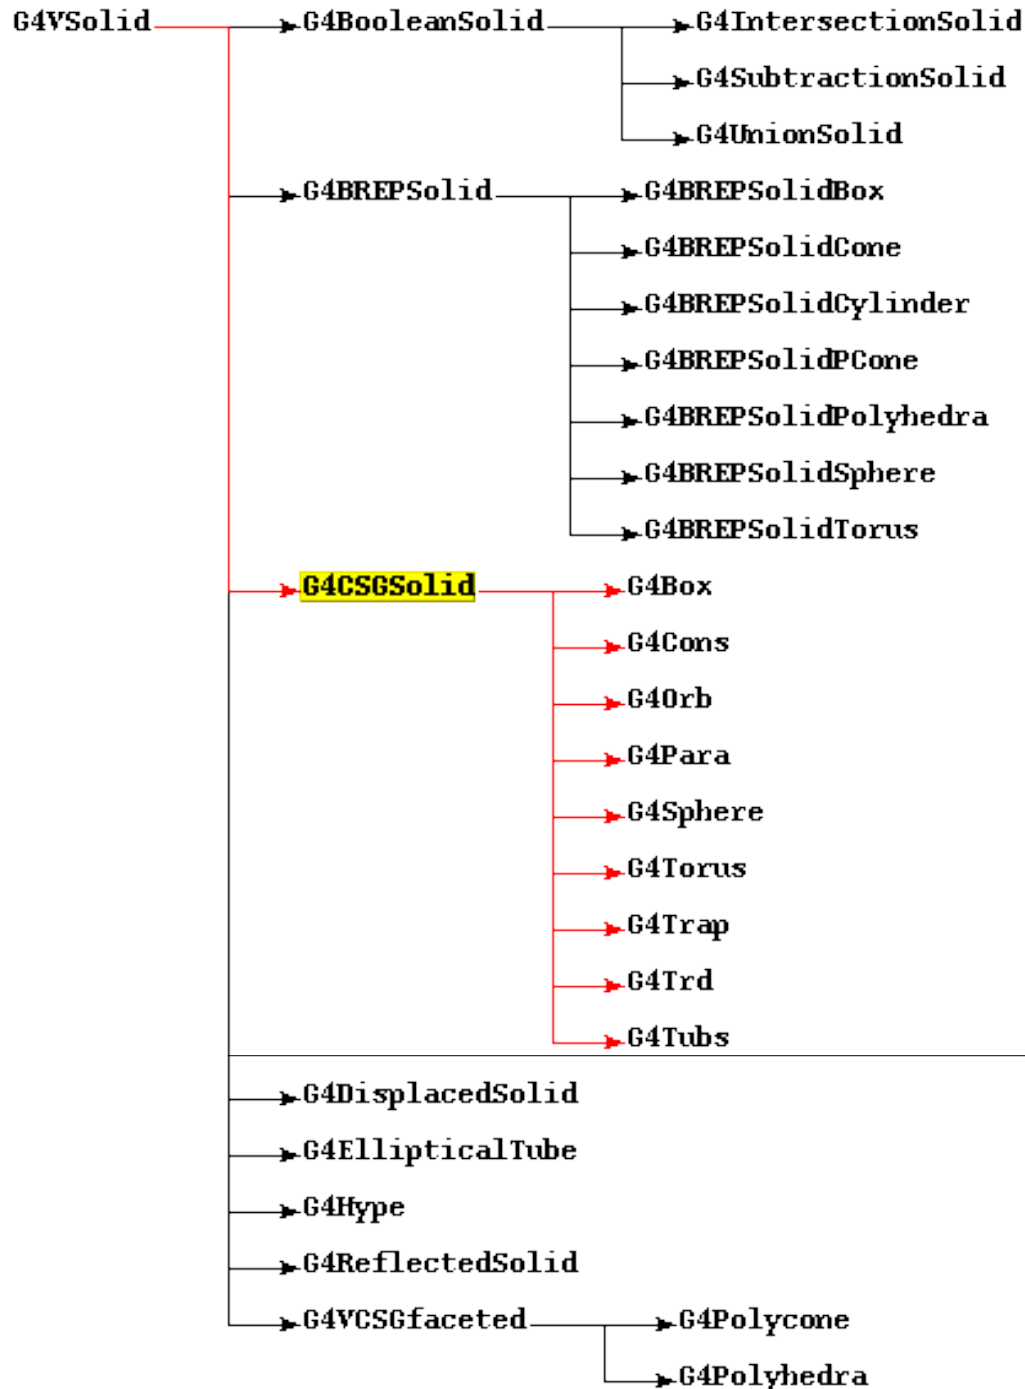 G4VSolid G4BooleanSolid G4IntersectionSolid
G4SubtractionSolid
G4UnionSolid
G4BREPSolid G4BREPSolidBox
G4BREPSolidCone
G4BREPSolidCylinder
G4BREPSolidPCone
G4BREPSolidPolyhedra
G4BREPSolidSphere
G4BREPSolidTorus
G4CSGSolid G4Box
G4Cons
G4Orb
G4Para
G4Sphere
G4Torus
G4Trap
G4Trd
G4Tubs
G4DisplacedSolid
G4EllipticalTube
G4Hype
G4ReflectedSolid
G4VCSGfaceted G4Polycone
G4Polyhedra